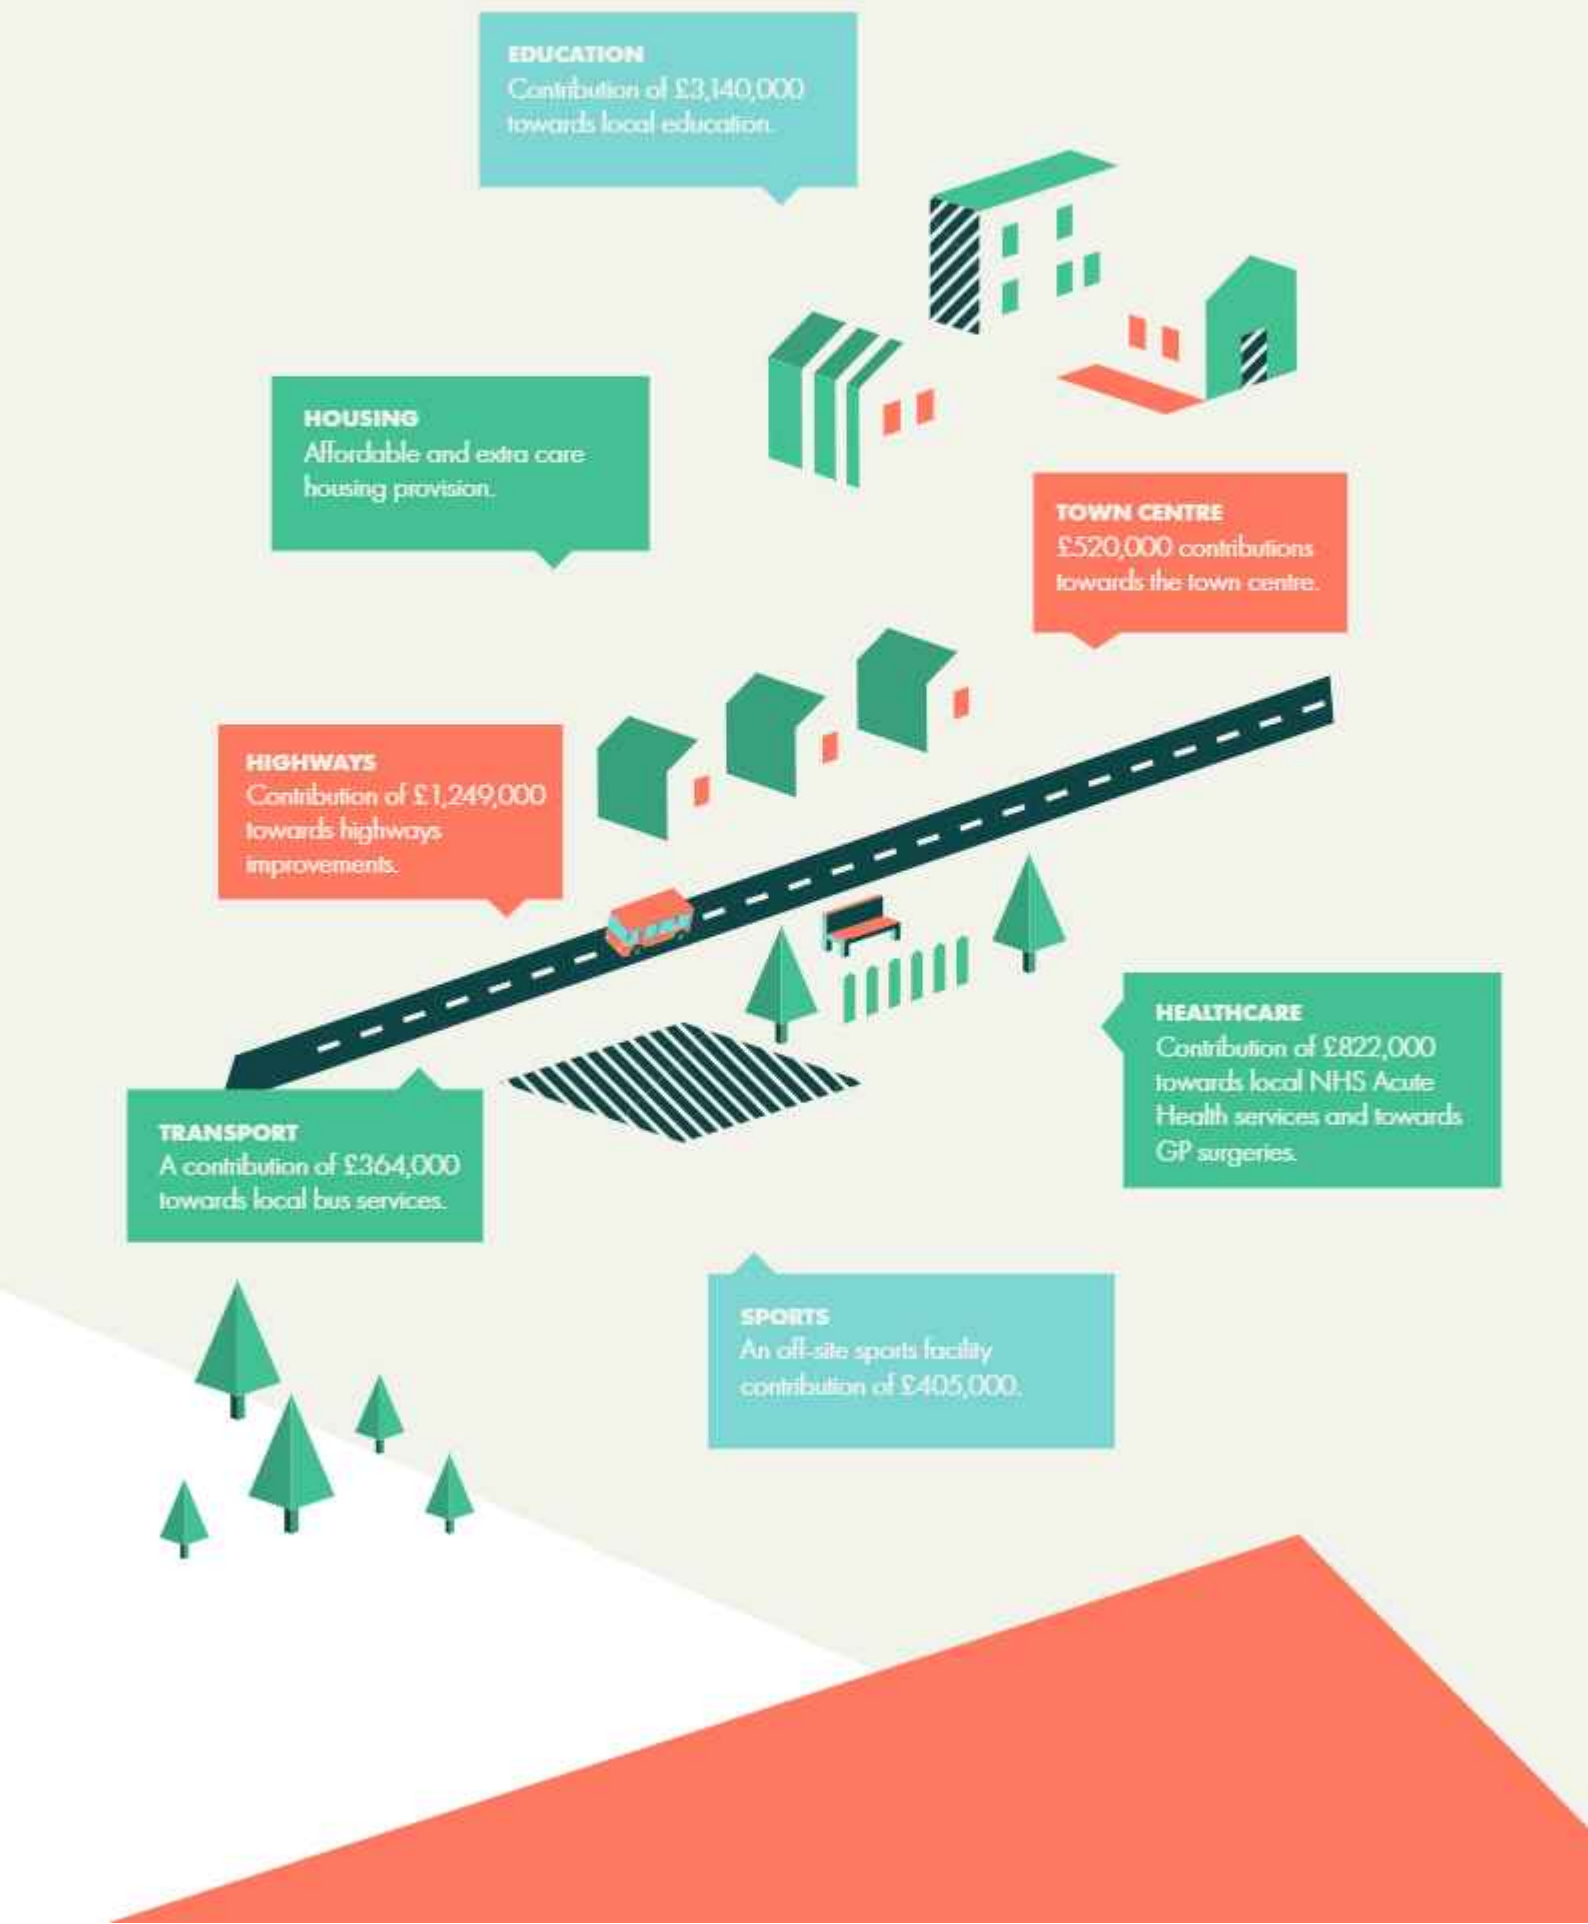 EDUCATION
Contribution of £3,140,000
towards local education.
HOUSING
Affordable and extra care
housing provision.
TOWN CENTRE
£520,000 contributions
towards the town centre.
HIGHWAYS
Contribution of £1,249,000
towards highways
improvements.
HEALTHCARE
Contribution of £822,000
towards local NHS Acute
Health services and towards
GP surgeries.
TRANSPORT
A contribution of £364,000
towards local bus services.
SPORTS
An off-site sports facility
contribution of £405,000.